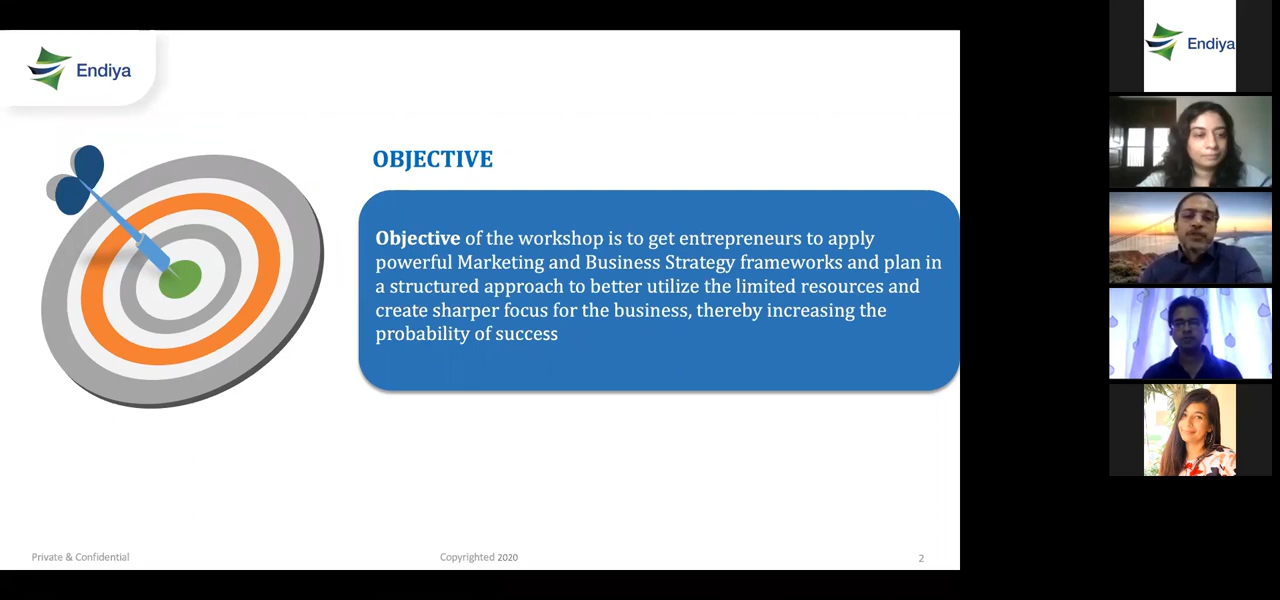 Endiya
OBJECTIVE
Objective of the workshop is to get entrepreneurs to apply
powerful Marketing and Business Strategy frameworks and plan in
a structured approach to better utilize the limited resources and
create sharper focus for the business, thereby increasing the
probability of success
Private & Confidential
Copyrighted 2020
2
Endiya